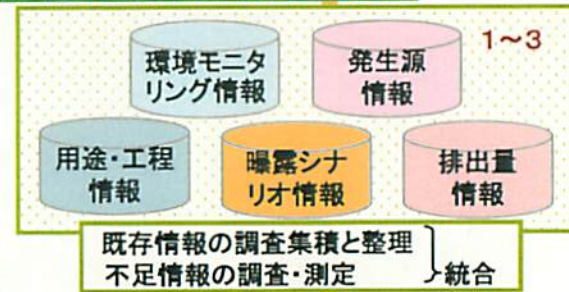 環境モニタ
リング情報
発生源
情報
1～3
用途・工程
情報
曝露シナ
リオ情報
排出量
情報
既存情報の調査集積と整理
不足情報の調査・測定
統合